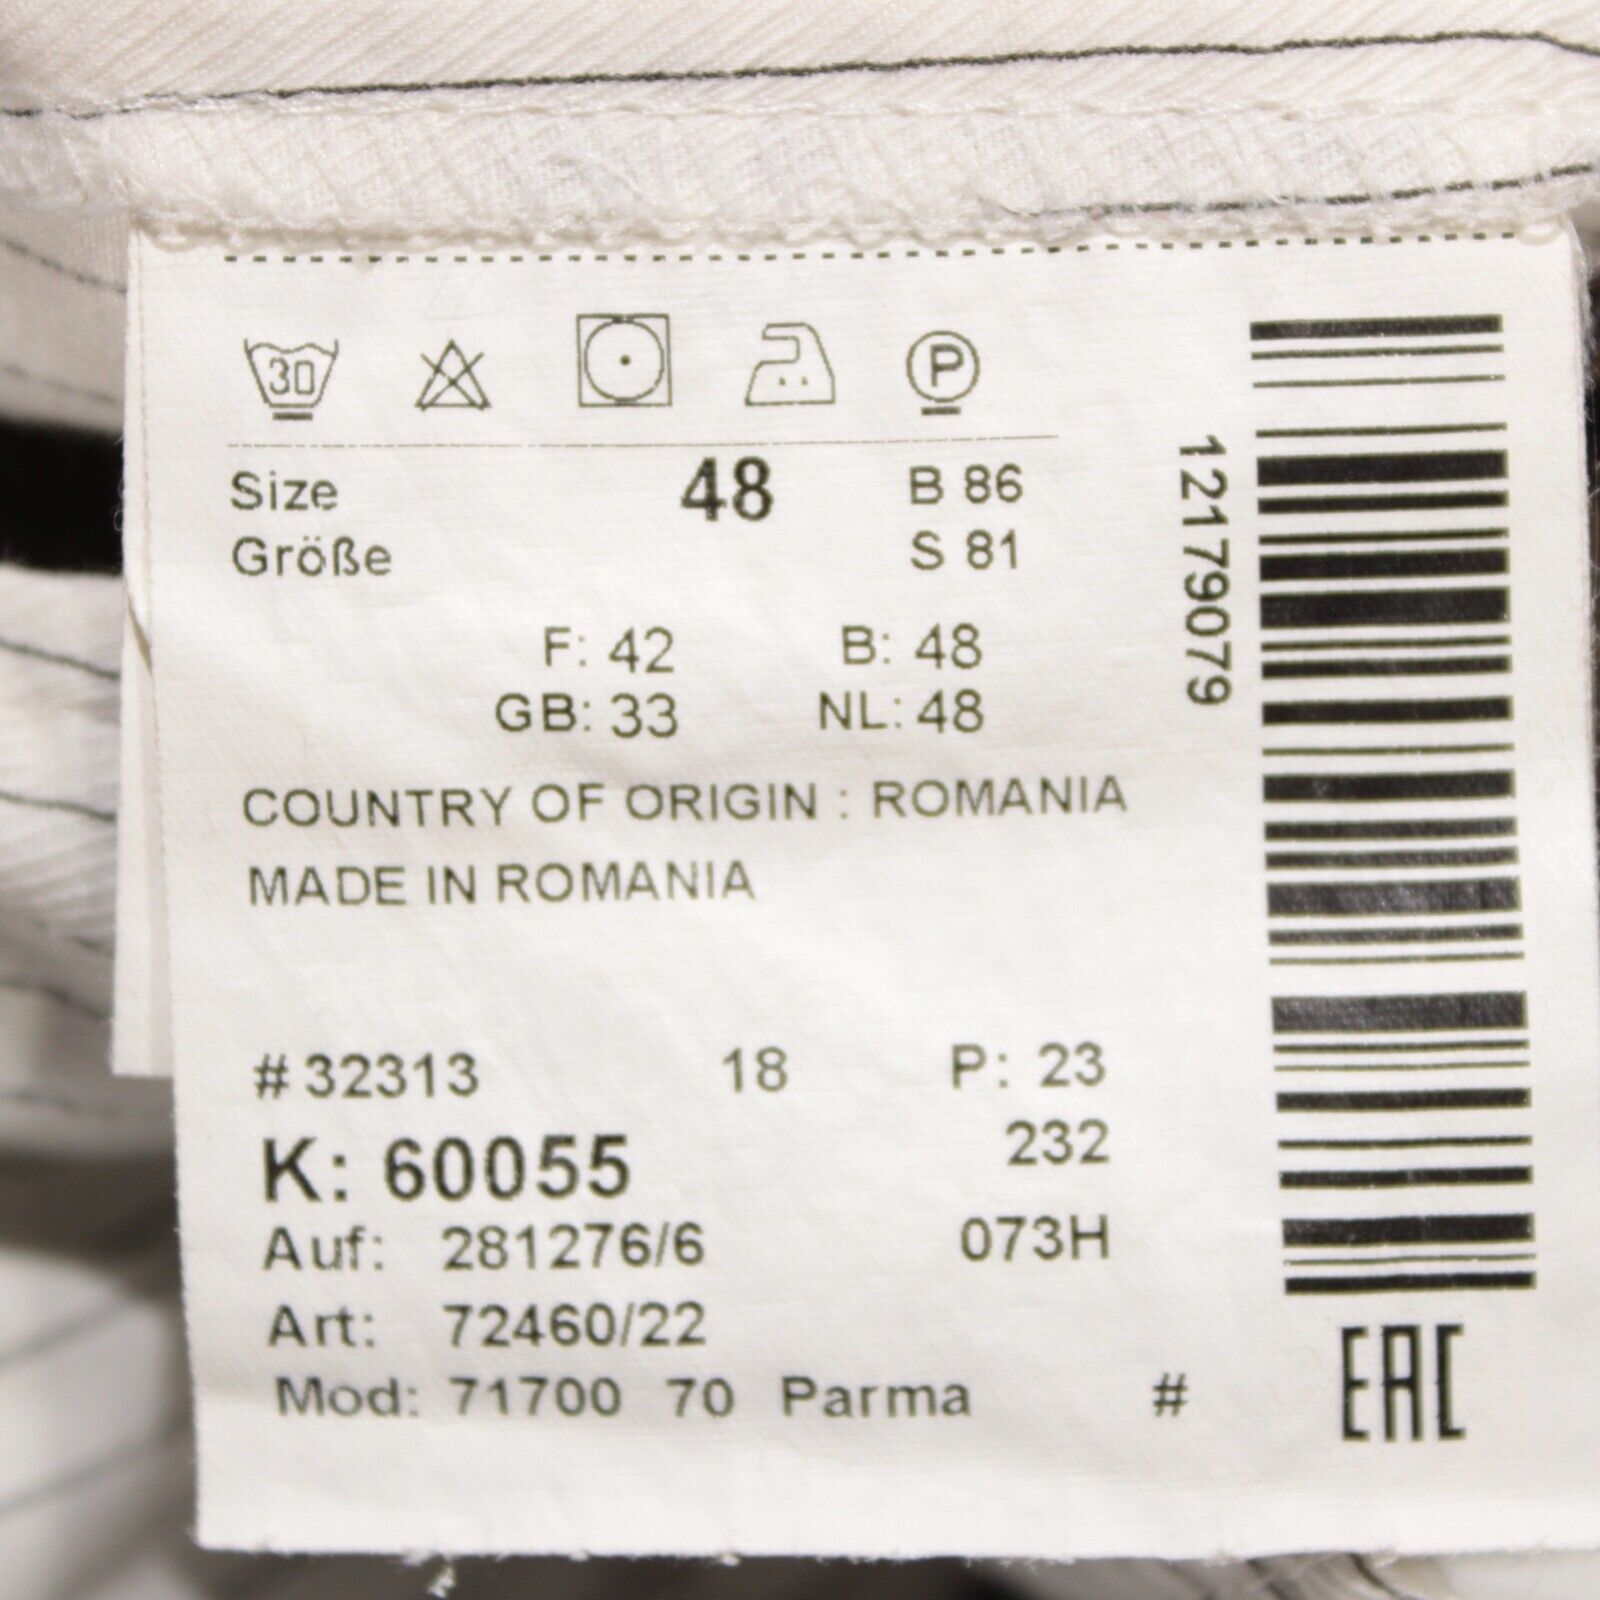 30 P
Size 48 B 86
Größe S 81
F: 42 B: 48
GB: 33 NL: 48
COUNTRY OF ORIGIN : ROMANIA
MADE IN ROMANIA
#32313 18 P: 23
K: 60055 232
Auf: 281276/6 073H
Art: 72460/22
Mod: 71700 70 Parma #
12179079
EAC